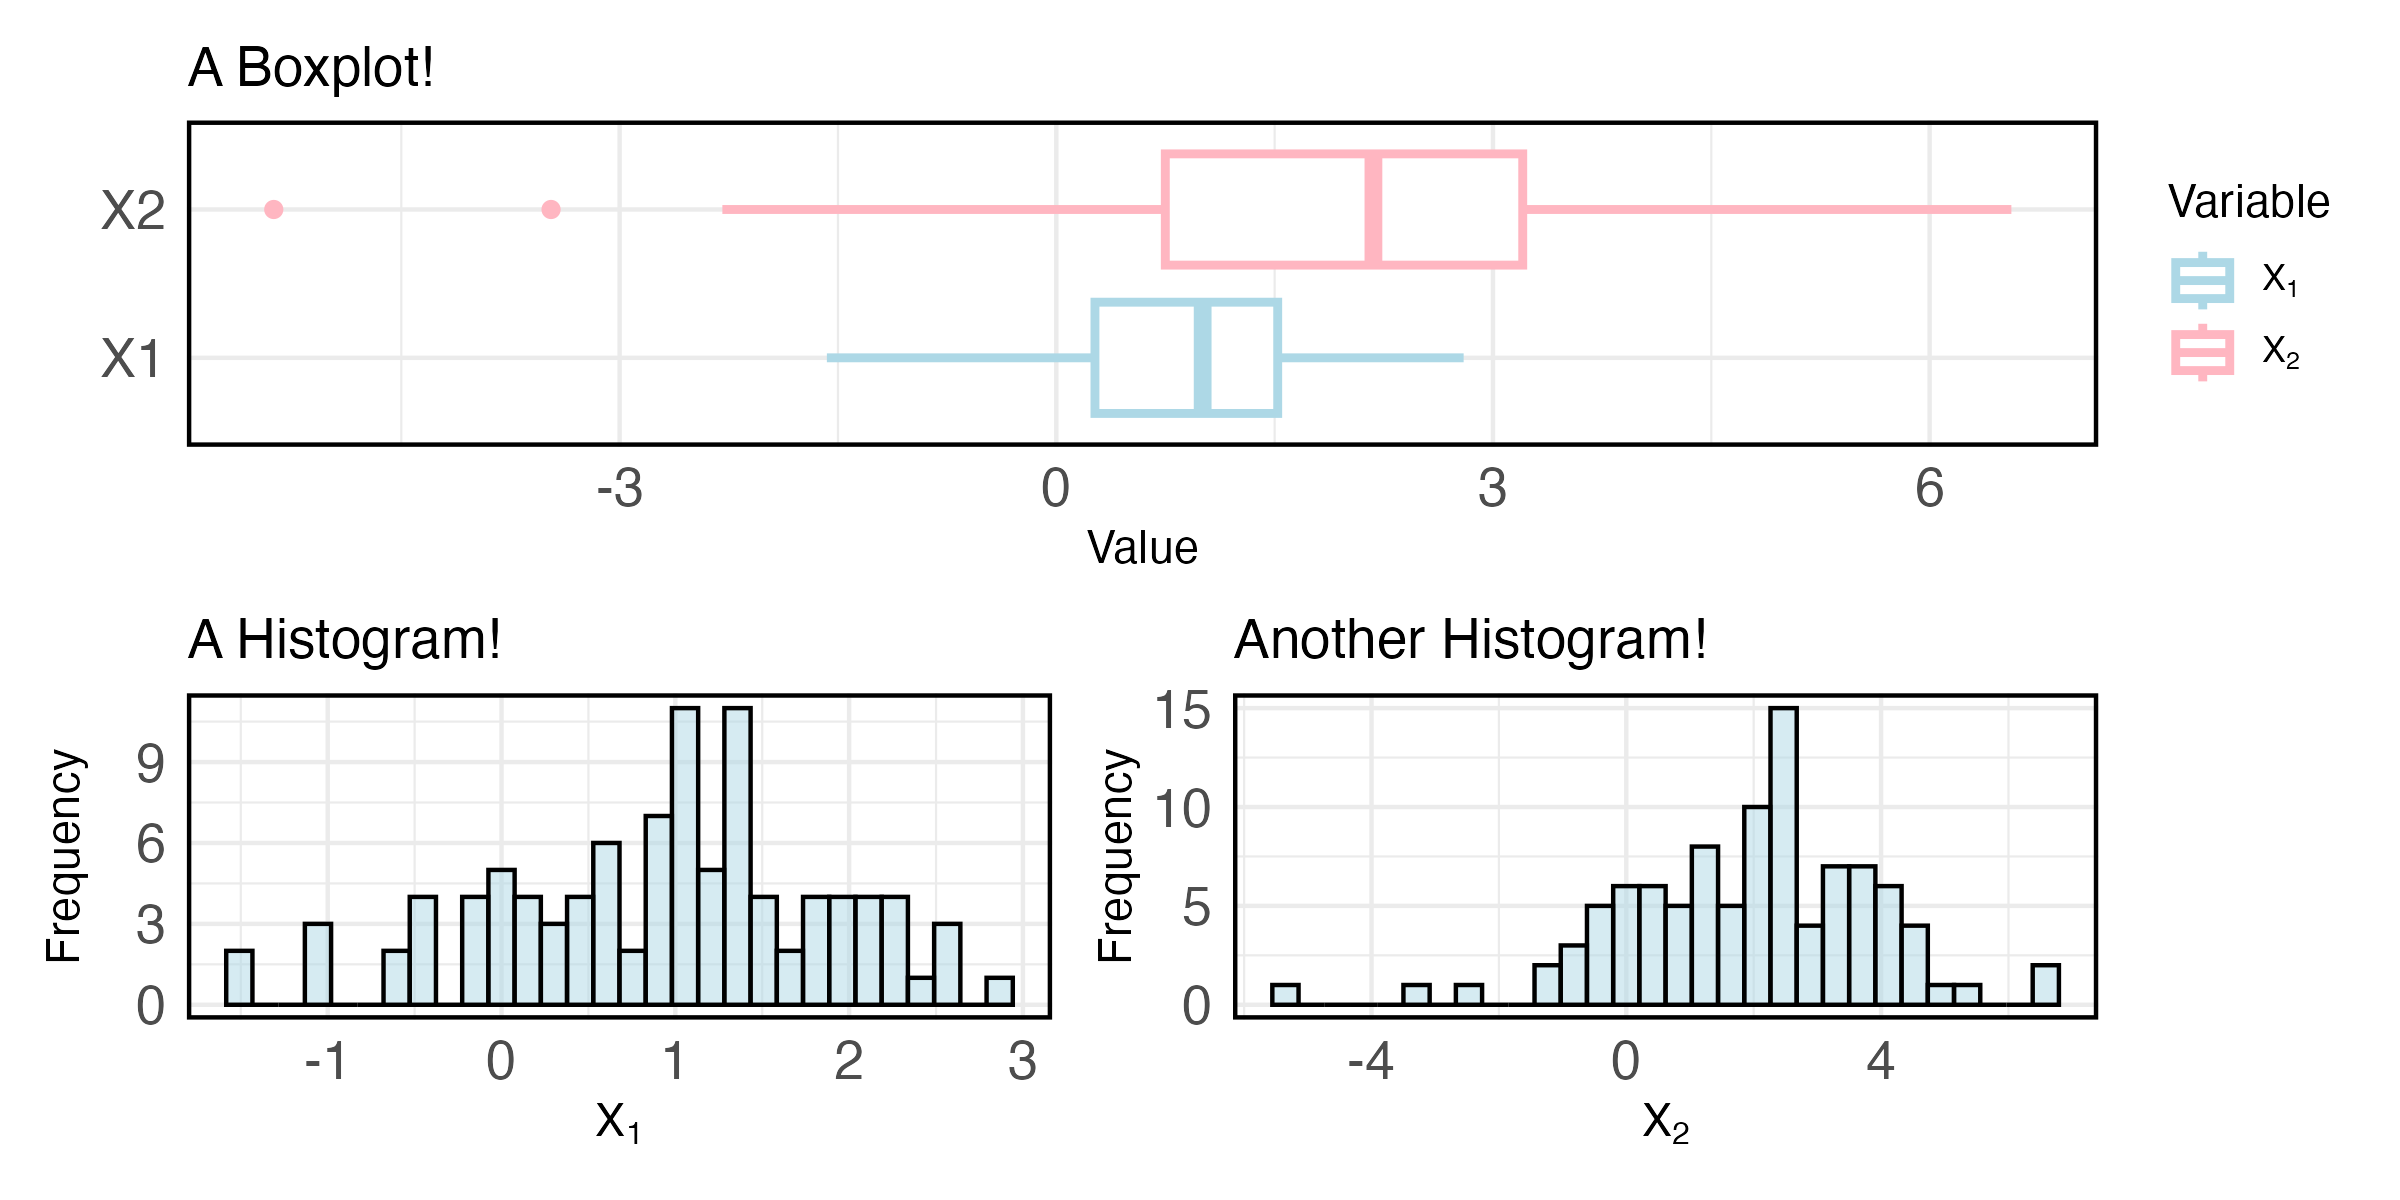 A Boxplot!
X2
X1
-3 0 3 6
Value
Variable
X₁
X₂
A Histogram!
Frequency
9
6
3
0
-1 0 1 2 3
X₁
Another Histogram!
Frequency
15
10
5
0
-4 0 4
X₂